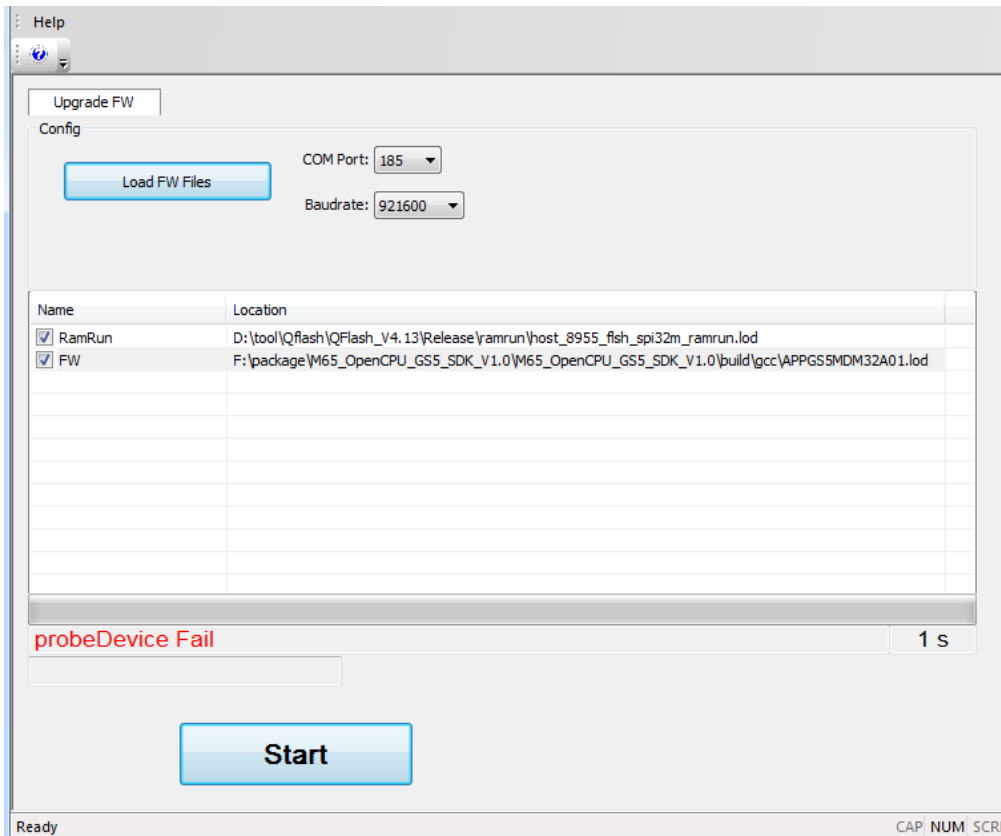 Help
Upgrade FW
Config
Load FW Files
COM Port: 185
Baudrate: 921600
Name Location
RamRun D:\tool\Qflash\QFlash_V4.13\Release\ramrun\host_8955_flsh_spi32m_ramrun.lod
FW F:\package\M65_OpenCPU_GS5_SDK_V1.0\M65_OpenCPU_GS5_SDK_V1.0\build\gcc\APPGS5MDM32A01.lod
probeDevice Fail 1 s
Start
Ready CAP NUM SCR